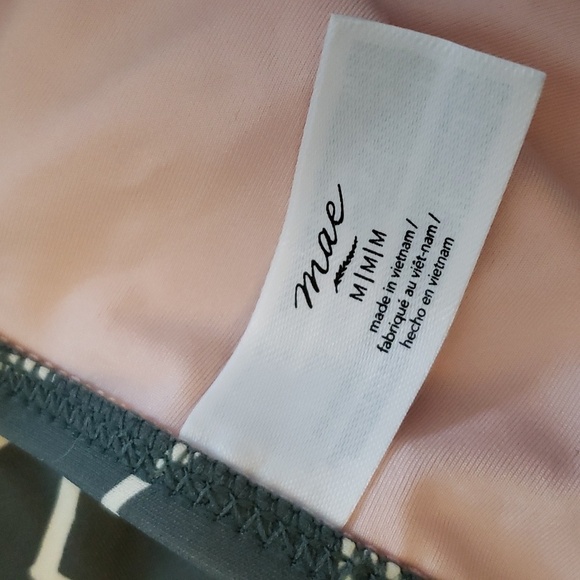 mae
M|M|M
made in vietnam /
fabriqué au viêt-nam /
hecho en vietnam